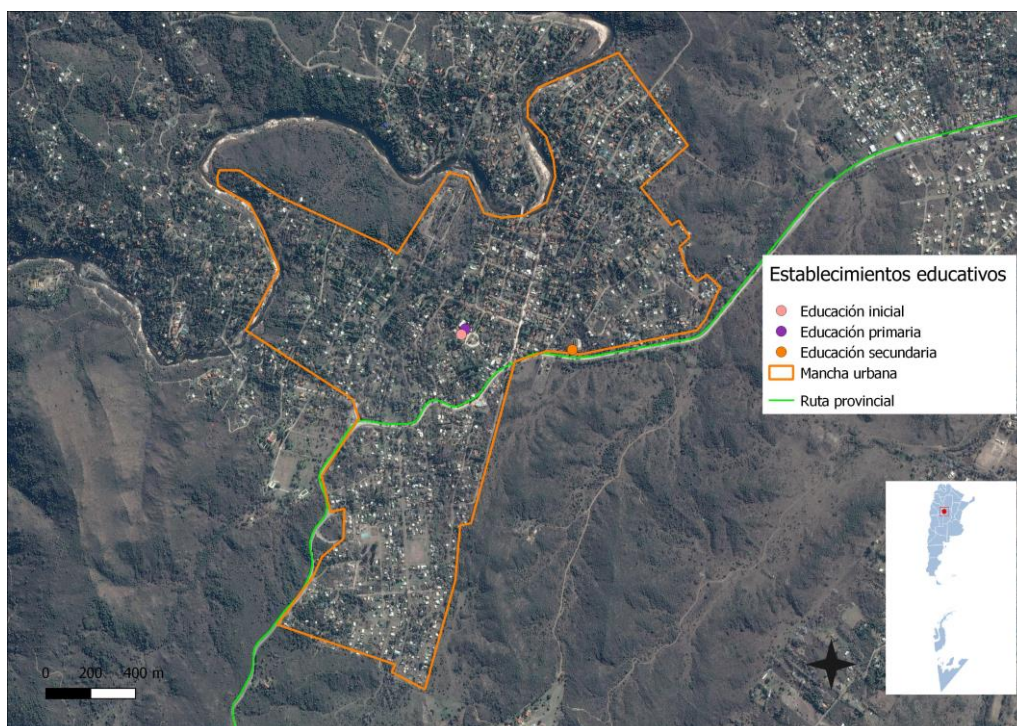 Establecimientos educativos
Educación inicial
Educación primaria
Educación secundaria
Mancha urbana
Ruta provincial
0 200 400 m